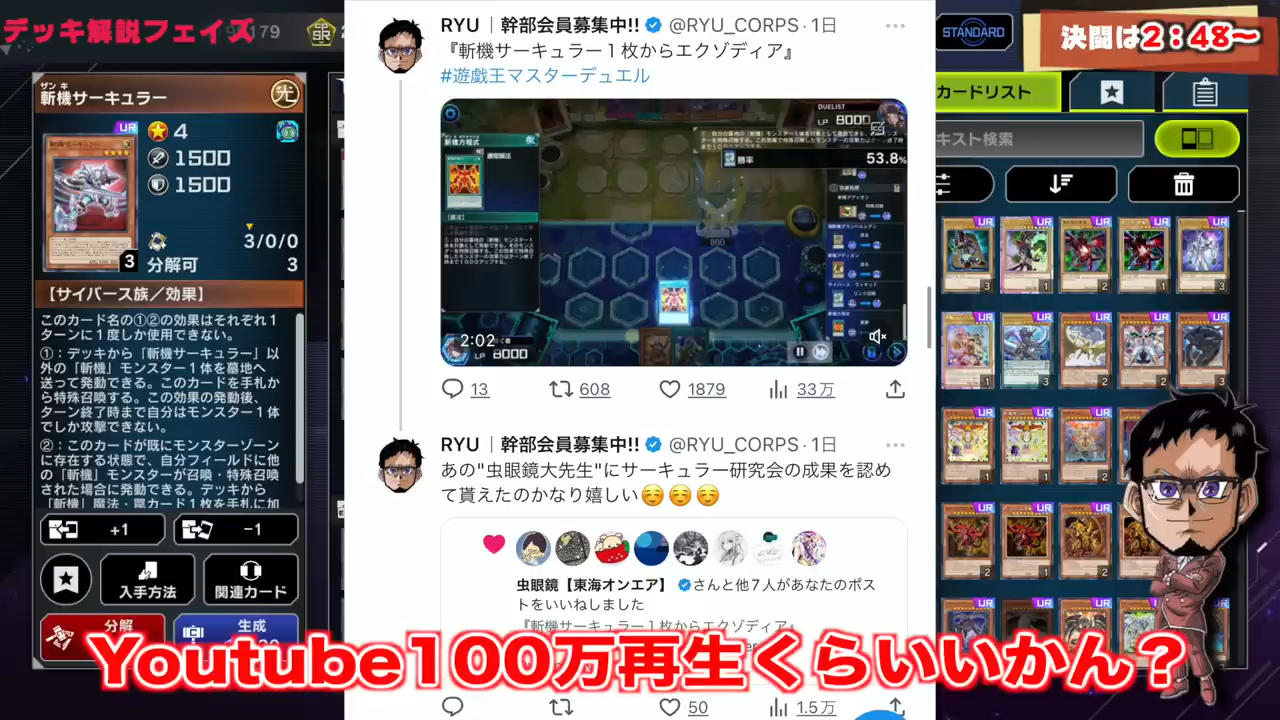 デッキ解説フェイズ
179
STANDARD
決闘は2：48〜
ザンキ
斬機サーキュラー
光
UR
4
1500
1500
3/0/0
3
分解可
3
【サイバース族／効果】
このカード名の①②の効果はそれぞれ１
ターンに１度しか使用できない。
①：デッキから「斬機サーキュラー」以
外の「斬機」モンスター１体を墓地へ
送って発動できる。このカードを手札か
ら特殊召喚する。この効果の発動後、
ターン終了時まで自分はモンスター１体
でしか攻撃できない。
②：このカードが既にモンスターゾーン
に存在する状態で、自分フィールドに他
の「斬機」モンスターが召喚・特殊召喚
された場合に発動できる。デッキから
「斬機」魔法・罠カード１枚を手札に加
+1
−1
入手方法
関連カード
分解
生成
RYU｜幹部会員募集中!! @RYU_CORPS・1日
『斬機サーキュラー１枚からエクゾディア』
#遊戯王マスターデュエル
斬機方程式
DUELIST
LP 8000
勝率
53.8%
800
2:02
LP 8000
13
608
1879
33万
RYU｜幹部会員募集中!! @RYU_CORPS・1日
あの"虫眼鏡大先生"にサーキュラー研究会の成果を認め
て貰えたのかなり嬉しい☺️☺️☺️
虫眼鏡【東海オンエア】さんと他7人があなたのポス
トをいいねしました
『斬機サーキュラー１枚からエクゾディア』
50
1.5万
カードリスト
キスト検索
Youtube100万再生くらいいかん？